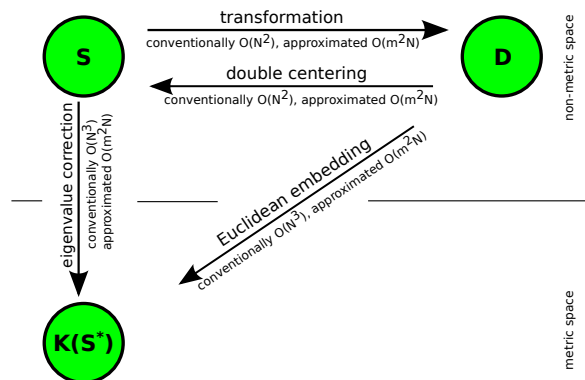 transformation
conventionally O(N²), approximated O(m²N)
S
D
double centering
conventionally O(N²), approximated O(m²N)
non-metric space
eigenvalue correction
conventionally O(N³)
approximated O(m²N)
Euclidean embedding
conventionally O(N³), approximated O(m²N)
K(S*)
metric space